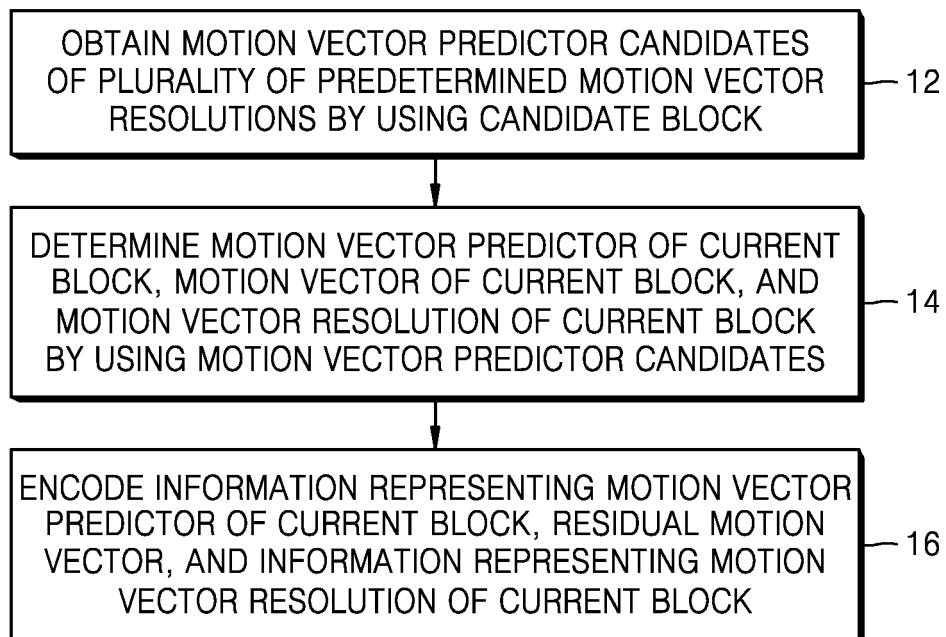 OBTAIN MOTION VECTOR PREDICTOR CANDIDATES
OF PLURALITY OF PREDETERMINED MOTION VECTOR
RESOLUTIONS BY USING CANDIDATE BLOCK
12
DETERMINE MOTION VECTOR PREDICTOR OF CURRENT
BLOCK, MOTION VECTOR OF CURRENT BLOCK, AND
MOTION VECTOR RESOLUTION OF CURRENT BLOCK
BY USING MOTION VECTOR PREDICTOR CANDIDATES
14
ENCODE INFORMATION REPRESENTING MOTION VECTOR
PREDICTOR OF CURRENT BLOCK, RESIDUAL MOTION
VECTOR, AND INFORMATION REPRESENTING MOTION
VECTOR RESOLUTION OF CURRENT BLOCK
16